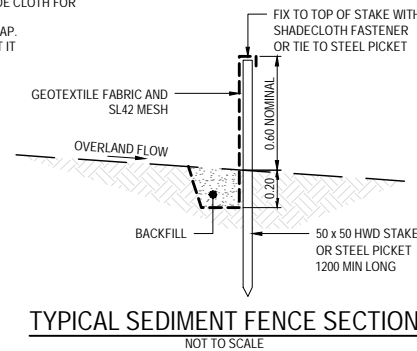 DE CLOTH FOR
AP.
T IT
FIX TO TOP OF STAKE WITH
SHADECLOTH FASTENER
OR TIE TO STEEL PICKET
GEOTEXTILE FABRIC AND
SL42 MESH
0.60 NOMINAL
OVERLAND FLOW
0.20
BACKFILL
50 x 50 HWD STAKE
OR STEEL PICKET
1200 MIN LONG
TYPICAL SEDIMENT FENCE SECTION
NOT TO SCALE